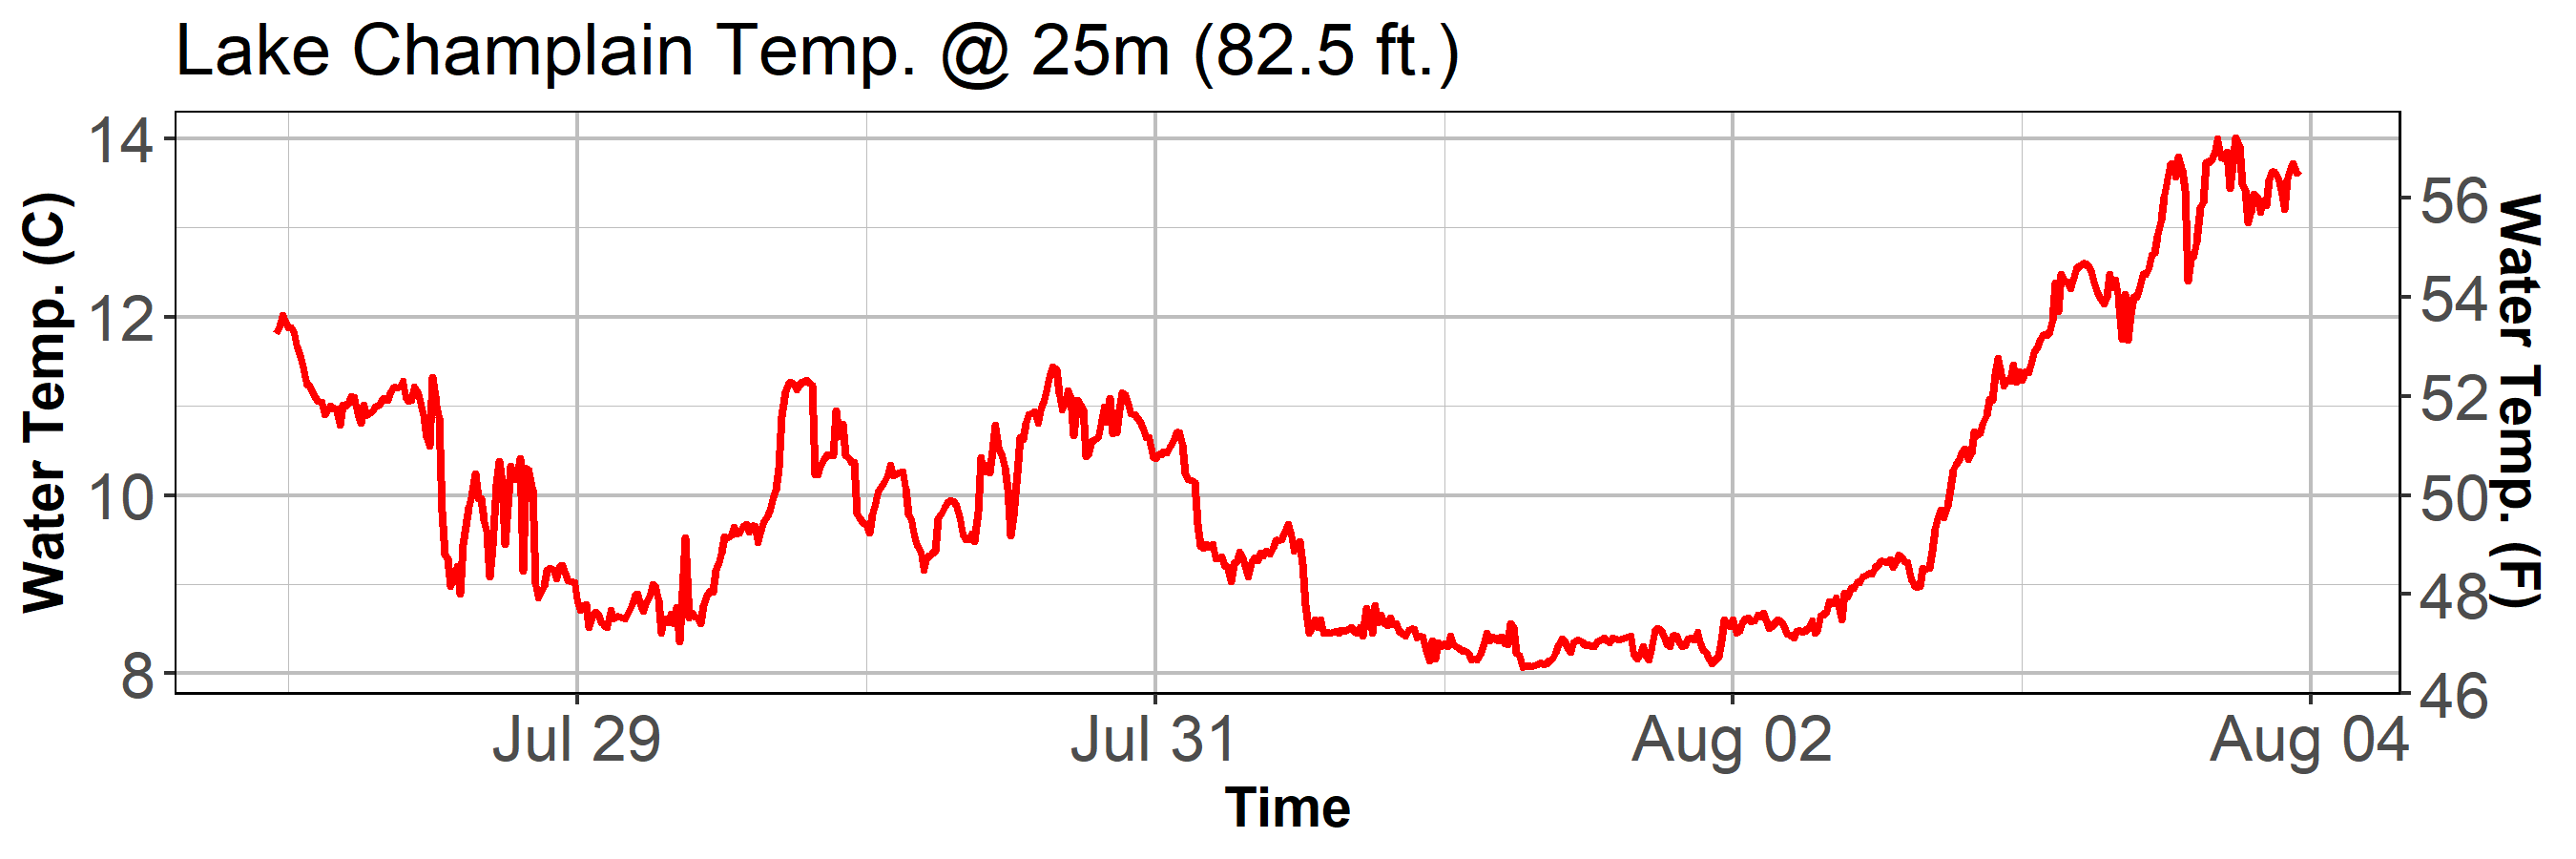 Lake Champlain Temp. @ 25m (82.5 ft.)
Water Temp. (C)
14
12
10
8
56
54
52
50
48
46
Water Temp. (F)
Jul 29 Jul 31 Aug 02 Aug 04
Time